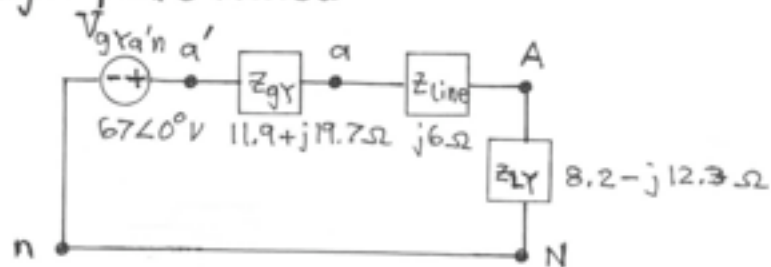 VgYa'n a' a A
- + ZgY Zline
67∠0°V 11.9+j19.7Ω j6Ω
ZLY 8.2-j12.3Ω
n N